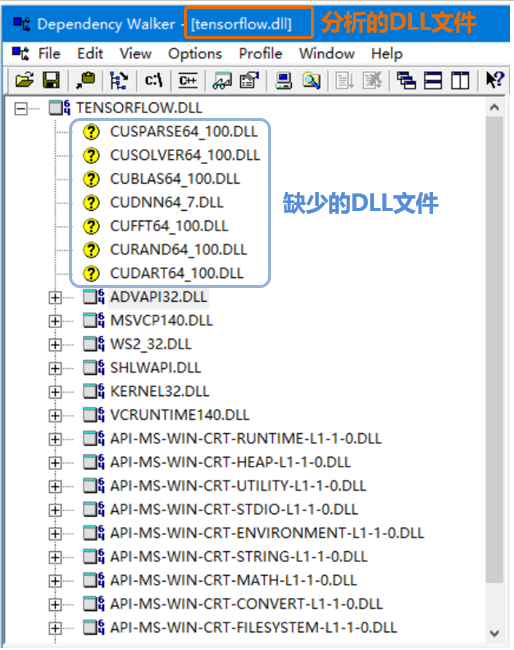 Dependency Walker - [tensorflow.dll] 分析的DLL文件
File Edit View Options Profile Window Help
c:\ C++
TENSORFLOW.DLL
CUSPARSE64_100.DLL
CUSOLVER64_100.DLL
CUBLAS64_100.DLL
CUDNN64_7.DLL
缺少的DLL文件
CUFFT64_100.DLL
CURAND64_100.DLL
CUDART64_100.DLL
ADVAPI32.DLL
MSVCP140.DLL
WS2_32.DLL
SHLWAPI.DLL
KERNEL32.DLL
VCRUNTIME140.DLL
API-MS-WIN-CRT-RUNTIME-L1-1-0.DLL
API-MS-WIN-CRT-HEAP-L1-1-0.DLL
API-MS-WIN-CRT-UTILITY-L1-1-0.DLL
API-MS-WIN-CRT-STDIO-L1-1-0.DLL
API-MS-WIN-CRT-ENVIRONMENT-L1-1-0.DLL
API-MS-WIN-CRT-STRING-L1-1-0.DLL
API-MS-WIN-CRT-MATH-L1-1-0.DLL
API-MS-WIN-CRT-CONVERT-L1-1-0.DLL
API-MS-WIN-CRT-FILESYSTEM-L1-1-0.DLL